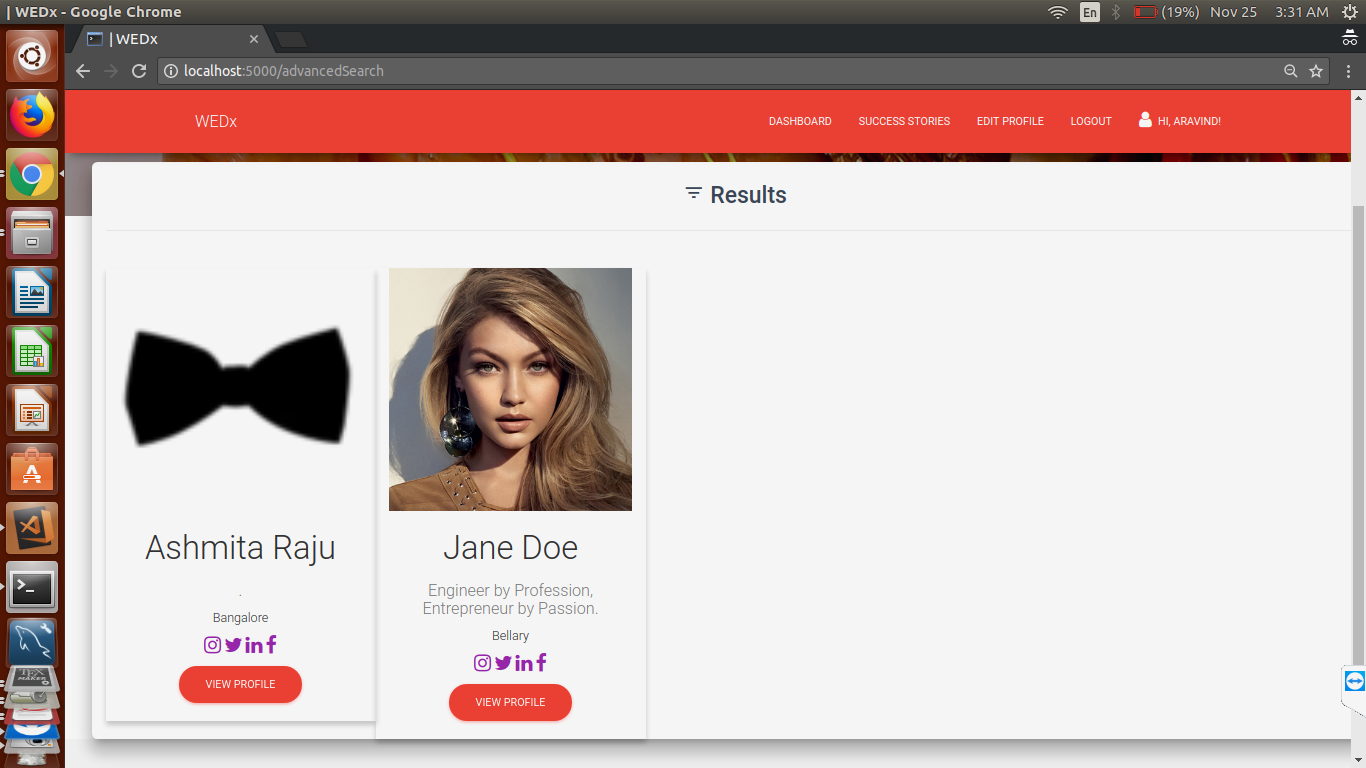 | WEDx - Google Chrome
En
(19%)
Nov 25
3:31 AM
| WEDx
localhost:5000/advancedSearch
WEDx
DASHBOARD
SUCCESS STORIES
EDIT PROFILE
LOGOUT
HI, ARAVIND!
Results
Ashmita Raju
.
Bangalore
VIEW PROFILE
Jane Doe
Engineer by Profession,
Entrepreneur by Passion.
Bellary
VIEW PROFILE